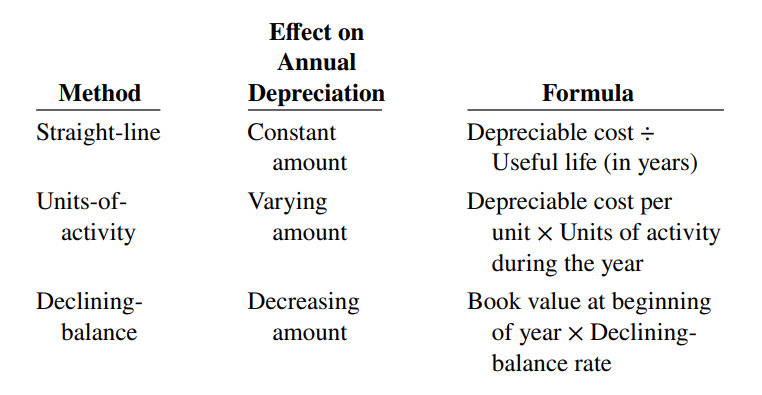 Effect on
Annual
Method Depreciation Formula
Straight-line Constant Depreciable cost ÷
amount Useful life (in years)
Units-of- Varying Depreciable cost per
activity amount unit × Units of activity
during the year
Declining- Decreasing Book value at beginning
balance amount of year × Declining-
balance rate